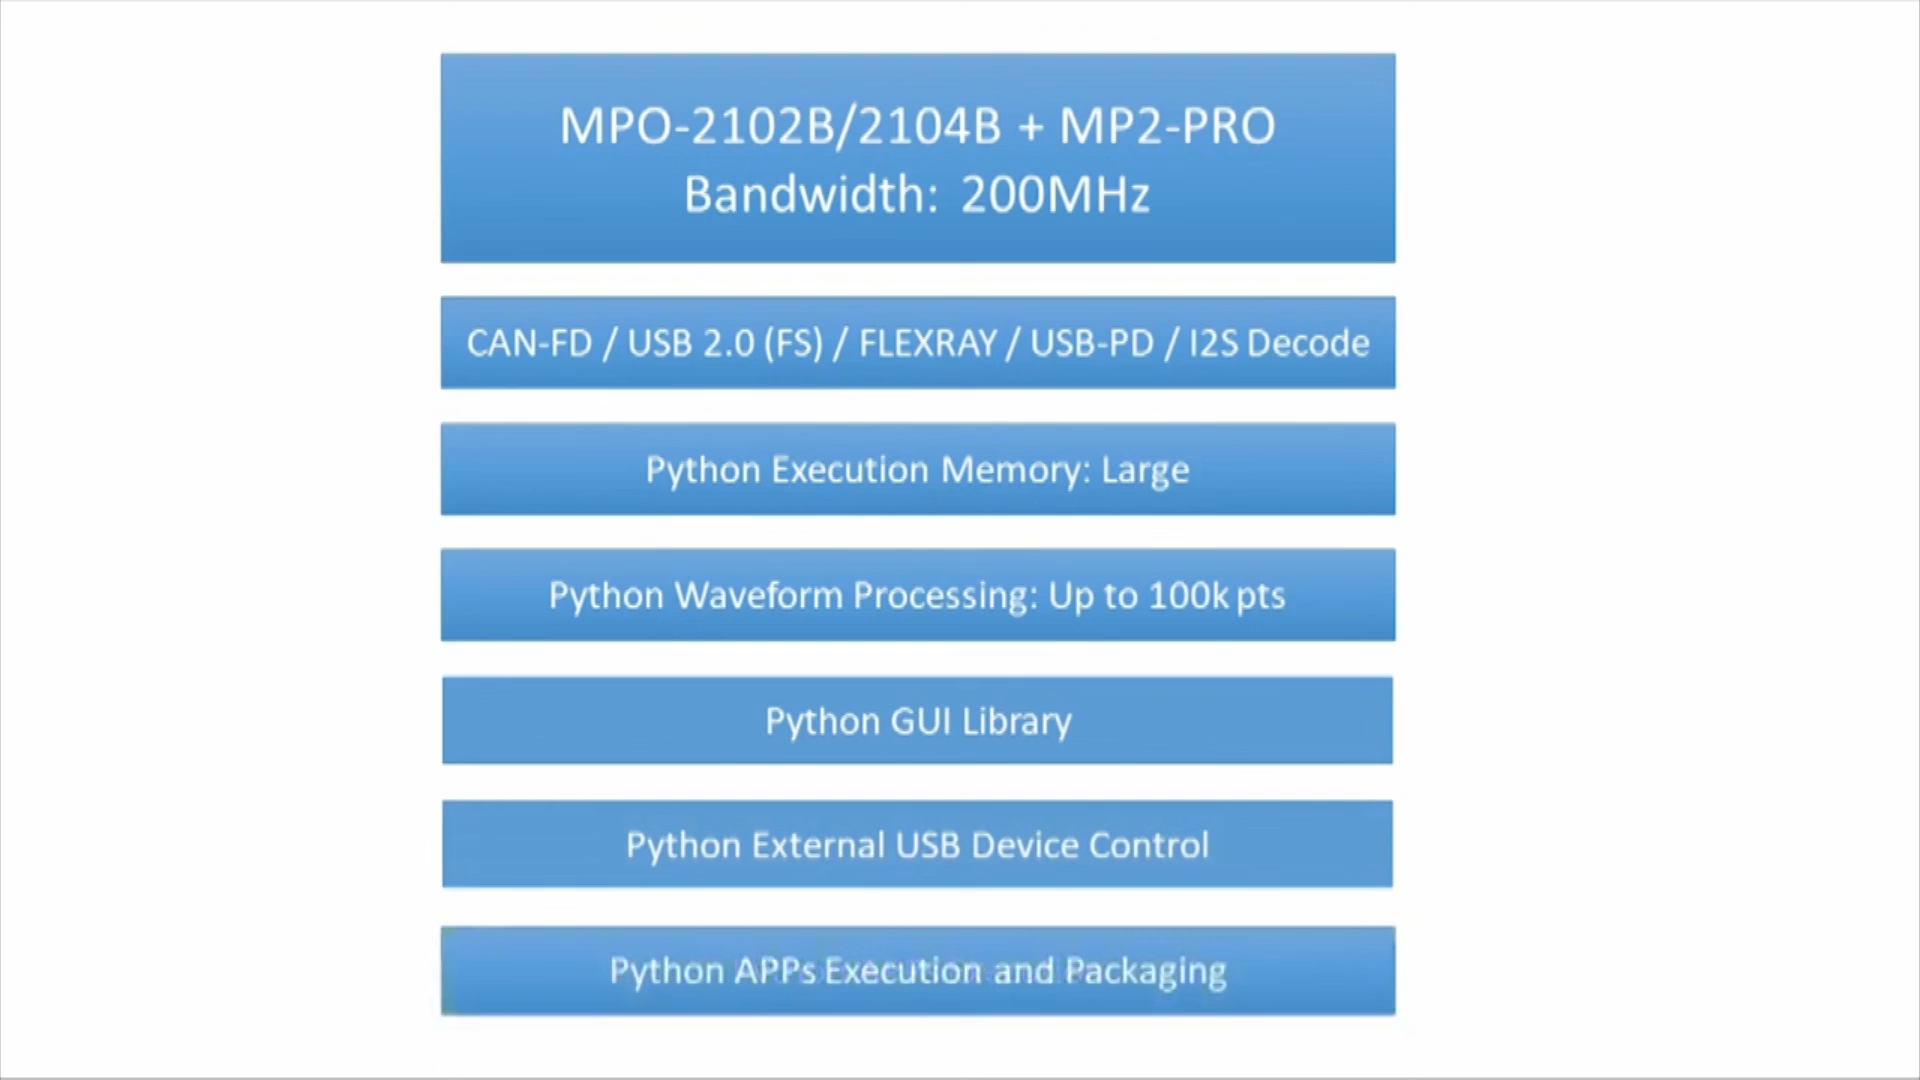 MPO-2102B/2104B + MP2-PRO
Bandwidth: 200MHz
CAN-FD / USB 2.0 (FS) / FLEXRAY / USB-PD / I2S Decode
Python Execution Memory: Large
Python Waveform Processing: Up to 100k pts
Python GUI Library
Python External USB Device Control
Python APPs Execution and Packaging